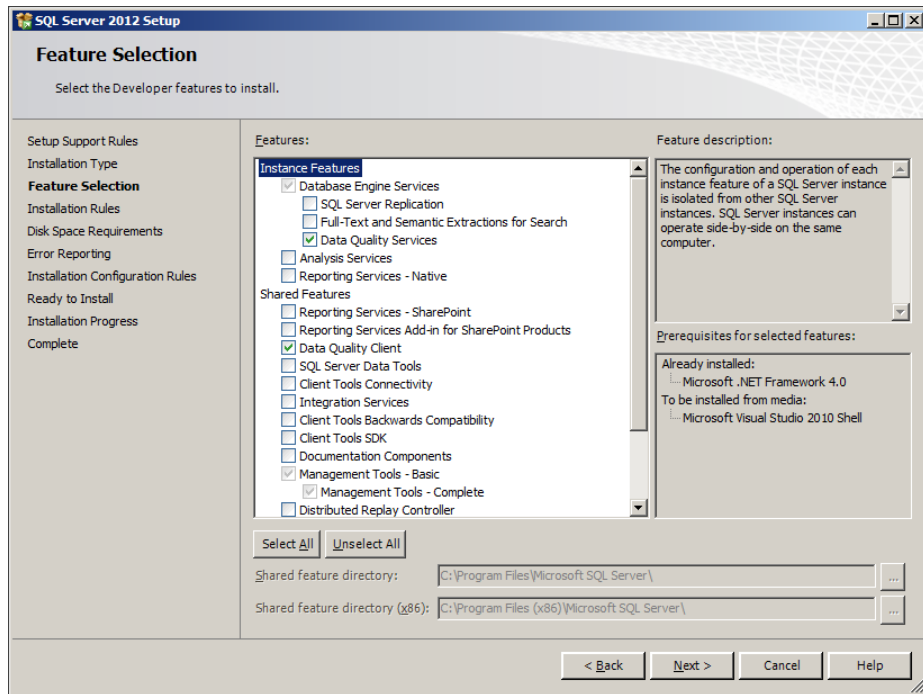 SQL Server 2012 Setup
Feature Selection
Select the Developer features to install.
Setup Support Rules
Installation Type
Feature Selection
Installation Rules
Disk Space Requirements
Error Reporting
Installation Configuration Rules
Ready to Install
Installation Progress
Complete
Features:
Instance Features
Database Engine Services
SQL Server Replication
Full-Text and Semantic Extractions for Search
Data Quality Services
Analysis Services
Reporting Services - Native
Shared Features
Reporting Services - SharePoint
Reporting Services Add-in for SharePoint Products
Data Quality Client
SQL Server Data Tools
Client Tools Connectivity
Integration Services
Client Tools Backwards Compatibility
Client Tools SDK
Documentation Components
Management Tools - Basic
Management Tools - Complete
Distributed Replay Controller
Feature description:
The configuration and operation of each
instance feature of a SQL Server instance
is isolated from other SQL Server
instances. SQL Server instances can
operate side-by-side on the same
computer.
Prerequisites for selected features:
Already installed:
Microsoft .NET Framework 4.0
To be installed from media:
Microsoft Visual Studio 2010 Shell
Select All
Unselect All
Shared feature directory:
C:\Program Files\Microsoft SQL Server\
...
Shared feature directory (x86):
C:\Program Files (x86)\Microsoft SQL Server\
...
< Back
Next >
Cancel
Help